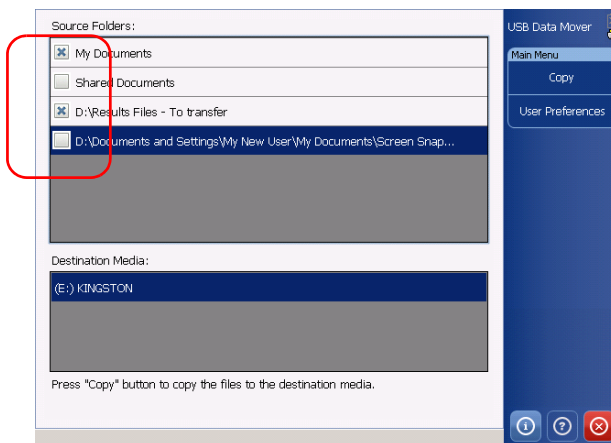 Source Folders:
My Documents
Shared Documents
D:\Results Files - To transfer
D:\Documents and Settings\My New User\My Documents\Screen Snap...
Destination Media:
(E:) KINGSTON
Press "Copy" button to copy the files to the destination media.
USB Data Mover
Main Menu
Copy
User Preferences